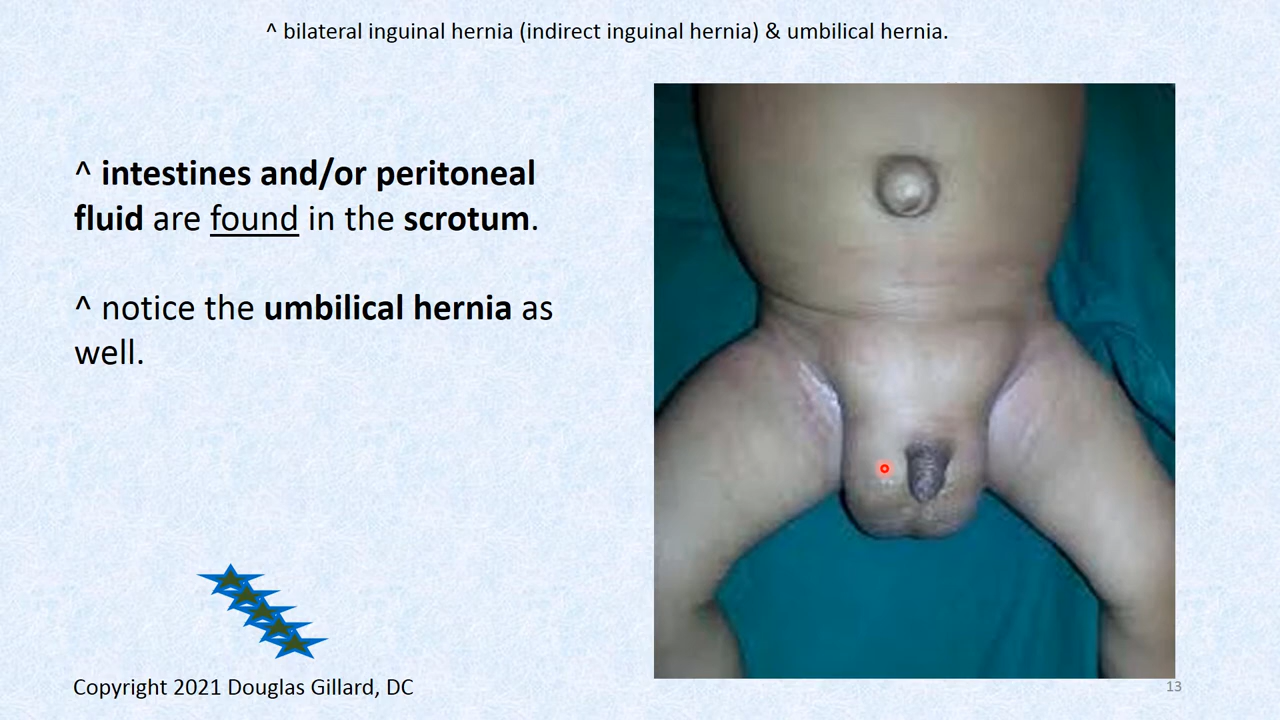 ^ bilateral inguinal hernia (indirect inguinal hernia) & umbilical hernia.
^ intestines and/or peritoneal
fluid are found in the scrotum.
^ notice the umbilical hernia as
well.
Copyright 2021 Douglas Gillard, DC
13